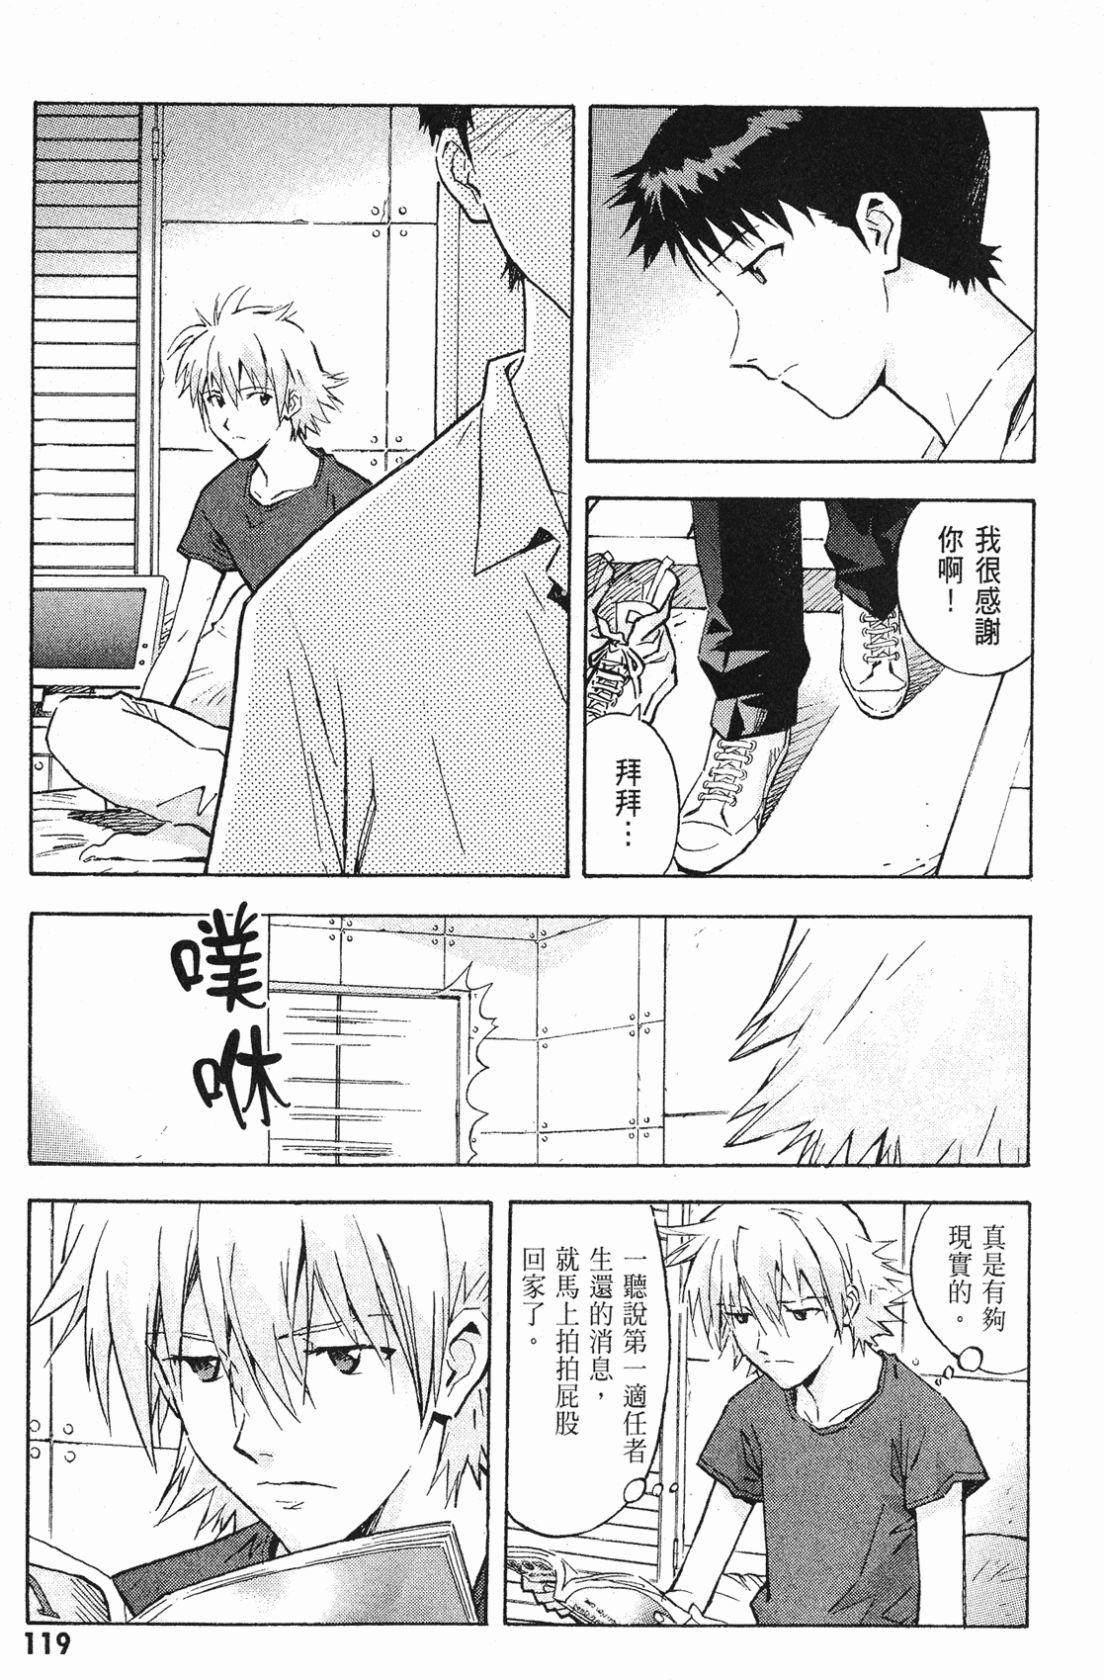 我很感謝
你啊！
拜拜…
噗
咻
真是有夠
現實的。
一聽說第一適任者
生還的消息，
就馬上拍拍屁股
回家了。
119